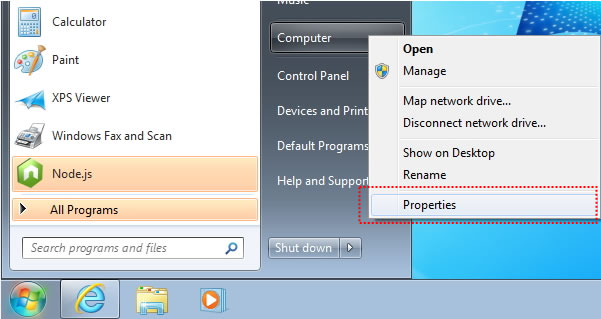 Calculator
Paint
XPS Viewer
Windows Fax and Scan
Node.js
All Programs
Search programs and files
Music
Computer
Control Panel
Devices and Print
Default Programs
Help and Support
Shut down
Open
Manage
Map network drive...
Disconnect network drive...
Show on Desktop
Rename
Properties